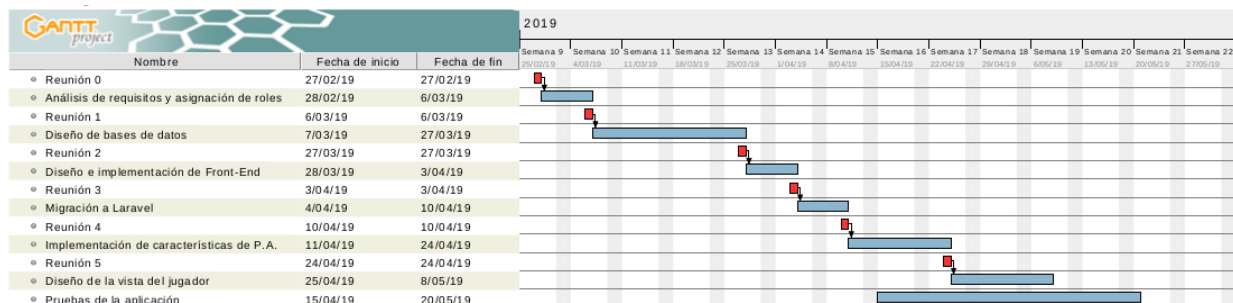 GANTT
project
2019
Semana 9 Semana 10 Semana 11 Semana 12 Semana 13 Semana 14 Semana 15 Semana 16 Semana 17 Semana 18 Semana 19 Semana 20 Semana 21 Semana 22
25/02/19 4/03/19 11/03/19 18/03/19 25/03/19 1/04/19 8/04/19 15/04/19 22/04/19 29/04/19 6/05/19 13/05/19 20/05/19 27/05/19
Nombre Fecha de inicio Fecha de fin
Reunión 0 27/02/19 27/02/19
Análisis de requisitos y asignación de roles 28/02/19 6/03/19
Reunión 1 6/03/19 6/03/19
Diseño de bases de datos 7/03/19 27/03/19
Reunión 2 27/03/19 27/03/19
Diseño e implementación de Front-End 28/03/19 3/04/19
Reunión 3 3/04/19 3/04/19
Migración a Laravel 4/04/19 10/04/19
Reunión 4 10/04/19 10/04/19
Implementación de características de P.A. 11/04/19 24/04/19
Reunión 5 24/04/19 24/04/19
Diseño de la vista del jugador 25/04/19 8/05/19
Pruebas de la aplicación 15/04/19 20/05/19